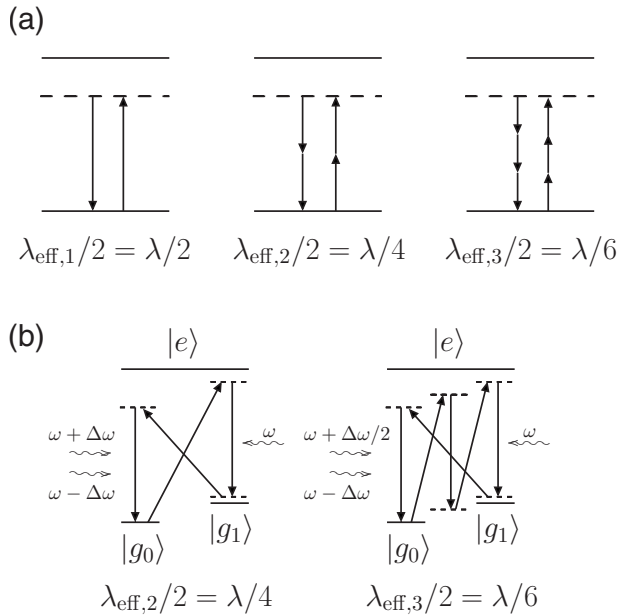 (a)
λeff,1/2 = λ/2 λeff,2/2 = λ/4 λeff,3/2 = λ/6
(b)
|e⟩ |e⟩
ω + Δω ω ω + Δω/2 ω
ω − Δω ω − Δω
|g0⟩ |g1⟩ |g0⟩ |g1⟩
λeff,2/2 = λ/4 λeff,3/2 = λ/6